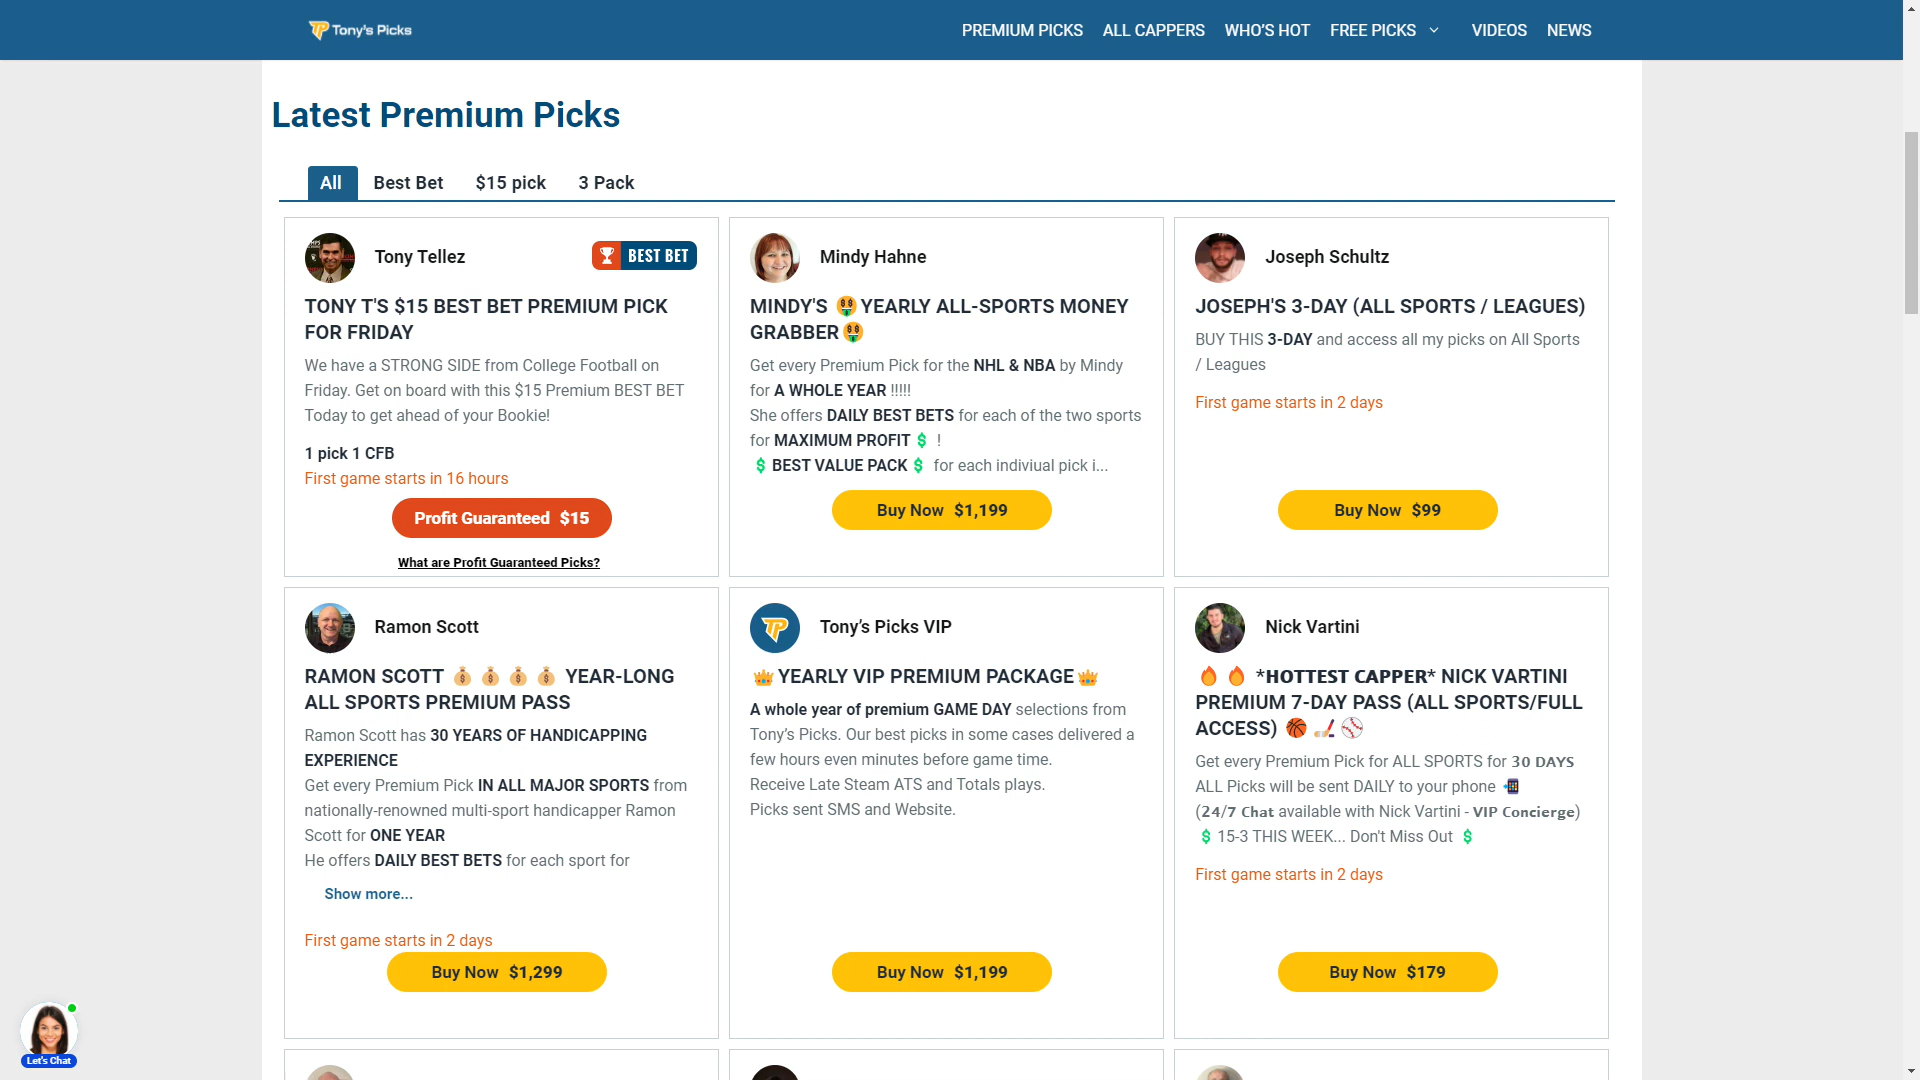 Tony's Picks
PREMIUM PICKS ALL CAPPERS WHO'S HOT FREE PICKS VIDEOS NEWS
Latest Premium Picks
All Best Bet $15 pick 3 Pack
Tony Tellez
BEST BET
TONY T'S $15 BEST BET PREMIUM PICK
FOR FRIDAY
We have a STRONG SIDE from College Football on
Friday. Get on board with this $15 Premium BEST BET
Today to get ahead of your Bookie!
1 pick 1 CFB
First game starts in 16 hours
Profit Guaranteed $15
What are Profit Guaranteed Picks?
Mindy Hahne
MINDY'S 🤑YEARLY ALL-SPORTS MONEY
GRABBER🤑
Get every Premium Pick for the NHL & NBA by Mindy
for A WHOLE YEAR !!!!!
She offers DAILY BEST BETS for each of the two sports
for MAXIMUM PROFIT 💲 !
💲BEST VALUE PACK💲 for each indiviual pick i...
Buy Now $1,199
Joseph Schultz
JOSEPH'S 3-DAY (ALL SPORTS / LEAGUES)
BUY THIS 3-DAY and access all my picks on All Sports
/ Leagues
First game starts in 2 days
Buy Now $99
Ramon Scott
RAMON SCOTT 💰 💰 💰 💰 YEAR-LONG
ALL SPORTS PREMIUM PASS
Ramon Scott has 30 YEARS OF HANDICAPPING
EXPERIENCE
Get every Premium Pick IN ALL MAJOR SPORTS from
nationally-renowned multi-sport handicapper Ramon
Scott for ONE YEAR
He offers DAILY BEST BETS for each sport for
Show more...
First game starts in 2 days
Buy Now $1,299
Tony's Picks VIP
👑YEARLY VIP PREMIUM PACKAGE👑
A whole year of premium GAME DAY selections from
Tony's Picks. Our best picks in some cases delivered a
few hours even minutes before game time.
Receive Late Steam ATS and Totals plays.
Picks sent SMS and Website.
Buy Now $1,199
Nick Vartini
🔥 🔥 *HOTTEST CAPPER* NICK VARTINI
PREMIUM 7-DAY PASS (ALL SPORTS/FULL
ACCESS) 🏀 🏒 ⚾
Get every Premium Pick for ALL SPORTS for 30 DAYS
ALL Picks will be sent DAILY to your phone 📲
(24/7 Chat available with Nick Vartini - VIP Concierge)
💲15-3 THIS WEEK... Don't Miss Out 💲
First game starts in 2 days
Buy Now $179
Let's Chat